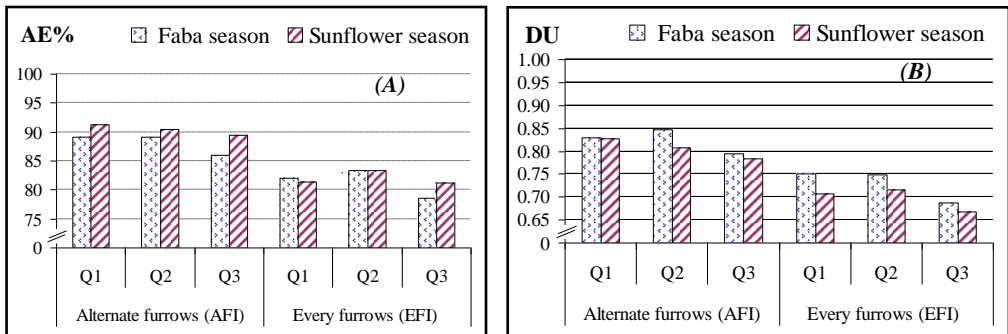 AE% Faba season Sunflower season
(A)
100
95
90
85
80
75
0
Q1 Q2 Q3 Q1 Q2 Q3
Alternate furrows (AFI) Every furrows (EFI)
DU Faba season Sunflower season
(B)
1.00
0.95
0.90
0.85
0.80
0.75
0.70
0.65
0
Q1 Q2 Q3 Q1 Q2 Q3
Alternate furrows (AFI) Every furrows (EFI)